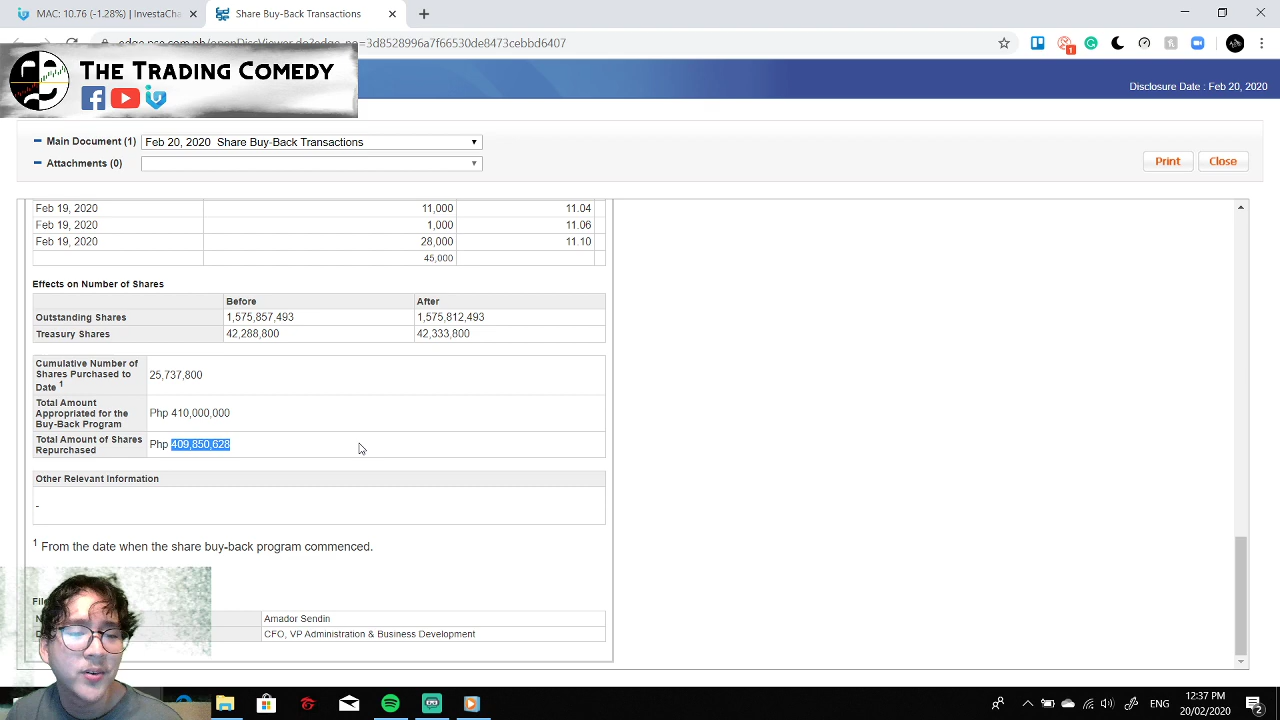 MAC: 10.76 (-1.28%) | InvestaCha
Share Buy-Back Transactions
3d8528996a7f66530de8473cebbd6407
THE TRADING COMEDY
Disclosure Date : Feb 20, 2020
Main Document (1) Feb 20, 2020 Share Buy-Back Transactions
Attachments (0)
Print Close
Feb 19, 2020 11,000 11.04
Feb 19, 2020 1,000 11.06
Feb 19, 2020 28,000 11.10
45,000
Effects on Number of Shares
Before After
Outstanding Shares 1,575,857,493 1,575,812,493
Treasury Shares 42,288,800 42,333,800
Cumulative Number of
Shares Purchased to
Date 1
25,737,800
Total Amount
Appropriated for the
Buy-Back Program
Php 410,000,000
Total Amount of Shares
Repurchased
Php 409,850,628
Other Relevant Information
-
1 From the date when the share buy-back program commenced.
Amador Sendin
CFO, VP Administration & Business Development
ENG
12:37 PM
20/02/2020
2